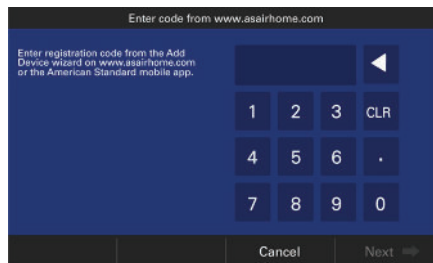 Enter code from www.asairhome.com
Enter registration code from the Add
Device wizard on www.asairhome.com
or the American Standard mobile app.
1 2 3 CLR
4 5 6 .
7 8 9 0
Cancel Next